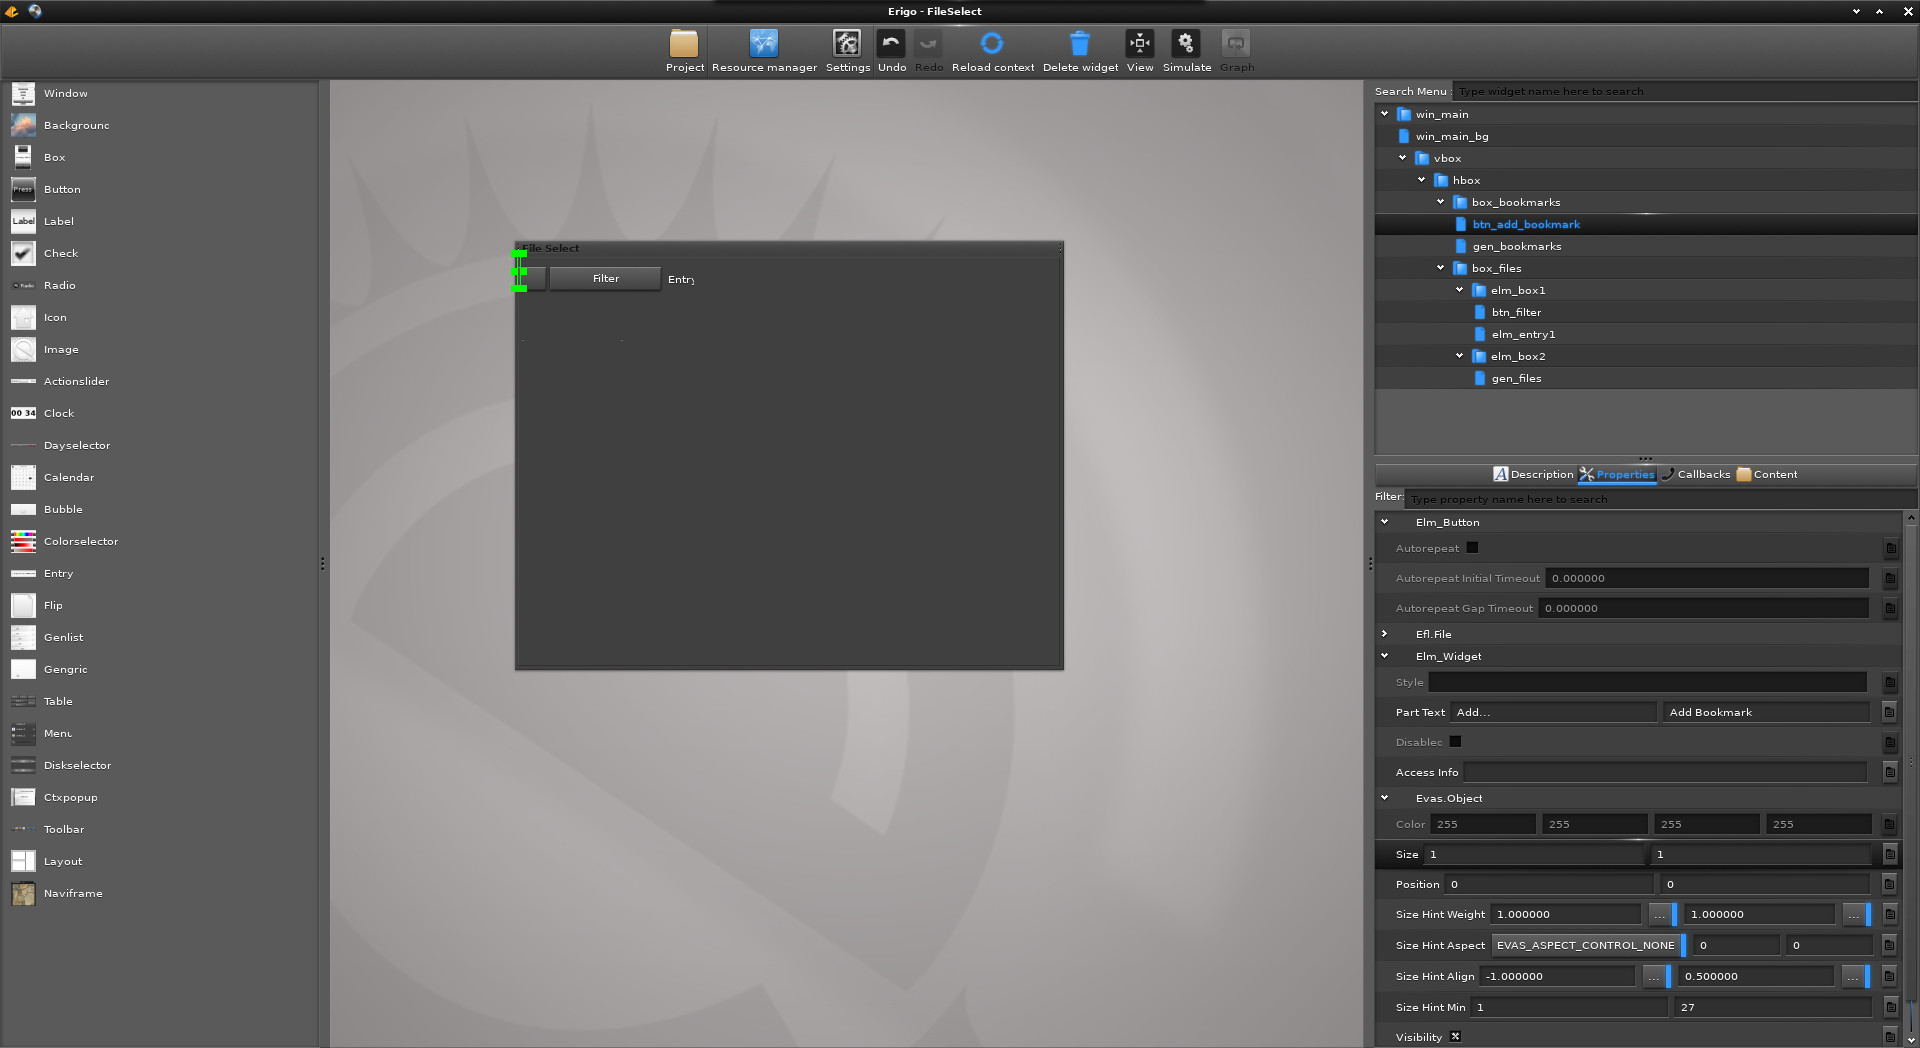 Erigo - FileSelect
Project
Resource manager
Settings
Undo
Redo
Reload context
Delete widget
View
Simulate
Graph
Window
Background
Box
Press
Button
Label
Label
Check
Radio
Radio
Icon
Image
Actionslider
00 34
Clock
Dayselector
Calendar
Bubble
Colorselector
Entry
Flip
Genlist
Gengric
Table
Menu
Diskselector
Ctxpopup
Toolbar
Layout
Naviframe
File Select
Filter
Entry
Search Menu : Type widget name here to search
win_main
win_main_bg
vbox
hbox
box_bookmarks
btn_add_bookmark
gen_bookmarks
box_files
elm_box1
btn_filter
elm_entry1
elm_box2
gen_files
Description
Properties
Callbacks
Content
Filter: Type property name here to search
Elm_Button
Autorepeat
Autorepeat Initial Timeout 0.000000
Autorepeat Gap Timeout 0.000000
Efl.File
Elm_Widget
Style
Part Text Add... Add Bookmark
Disabled
Access Info
Evas.Object
Color 255 255 255 255
Size 1 1
Position 0 0
Size Hint Weight 1.000000 ... 1.000000 ...
Size Hint Aspect EVAS_ASPECT_CONTROL_NONE 0 0
Size Hint Align -1.000000 ... 0.500000 ...
Size Hint Min 1 27
Visibility